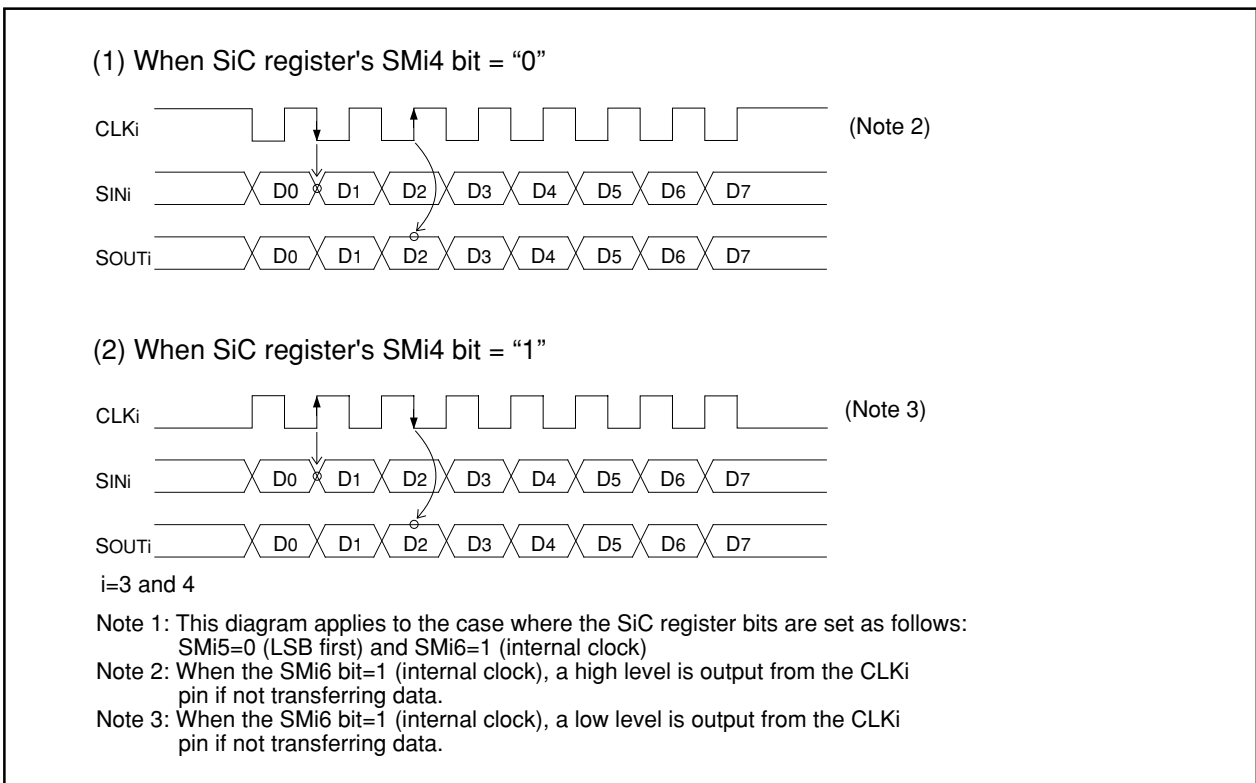 (1) When SiC register's SMi4 bit = “0”
CLKi
(Note 2)
SINi D0 D1 D2 D3 D4 D5 D6 D7
SOUTi D0 D1 D2 D3 D4 D5 D6 D7
(2) When SiC register's SMi4 bit = “1”
CLKi
(Note 3)
SINi D0 D1 D2 D3 D4 D5 D6 D7
SOUTi D0 D1 D2 D3 D4 D5 D6 D7
i=3 and 4
Note 1: This diagram applies to the case where the SiC register bits are set as follows:
SMi5=0 (LSB first) and SMi6=1 (internal clock)
Note 2: When the SMi6 bit=1 (internal clock), a high level is output from the CLKi
pin if not transferring data.
Note 3: When the SMi6 bit=1 (internal clock), a low level is output from the CLKi
pin if not transferring data.